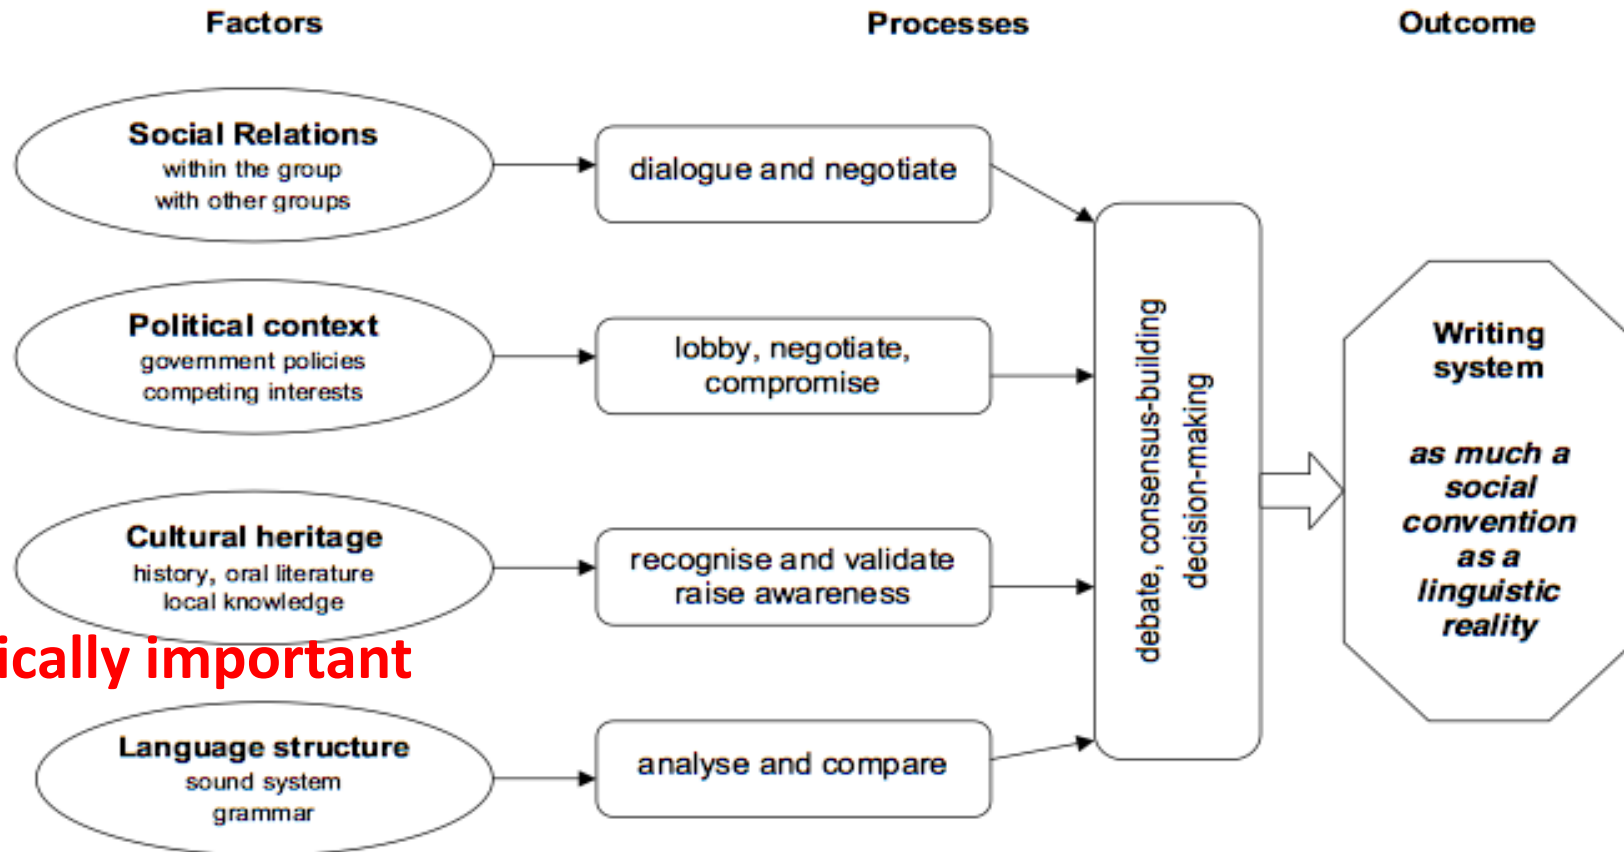 Factors
Processes
Outcome
Social Relations
within the group
with other groups
dialogue and negotiate
Political context
government policies
competing interests
lobby, negotiate,
compromise
Cultural heritage
history, oral literature
local knowledge
recognise and validate
raise awareness
ically important
Language structure
sound system
grammar
analyse and compare
debate, consensus-building
decision-making
Writing
system
as much a
social
convention
as a
linguistic
reality